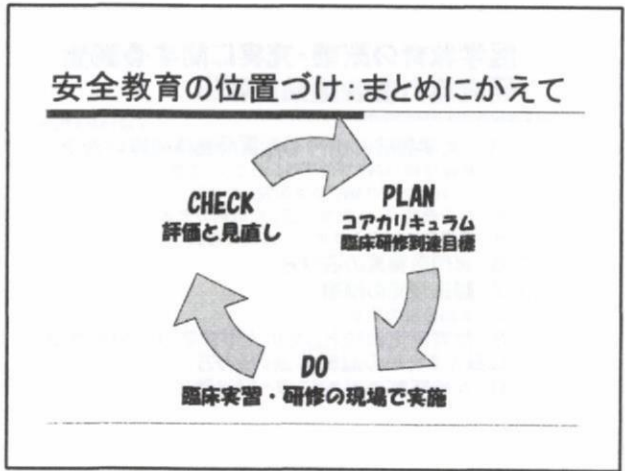 安全教育の位置づけ：まとめにかえて
CHECK
評価と見直し
PLAN
コアカリキュラム
臨床研修到達目標
DO
臨床実習・研修の現場で実施